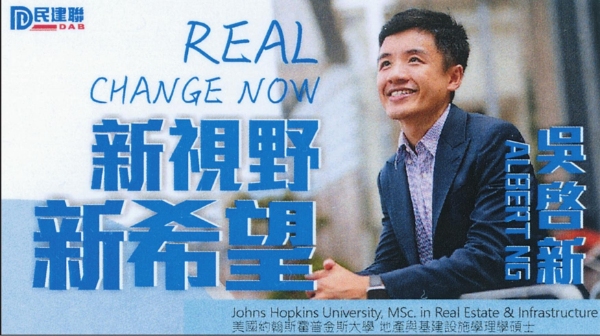 民建聯
DAB
REAL
CHANGE NOW
新視野
新希望
吳啓新
ALBERT NG
Johns Hopkins University, MSc. in Real Estate & Infrastructure
美國約翰斯霍普金斯大學 地產與基建設施學理學碩士